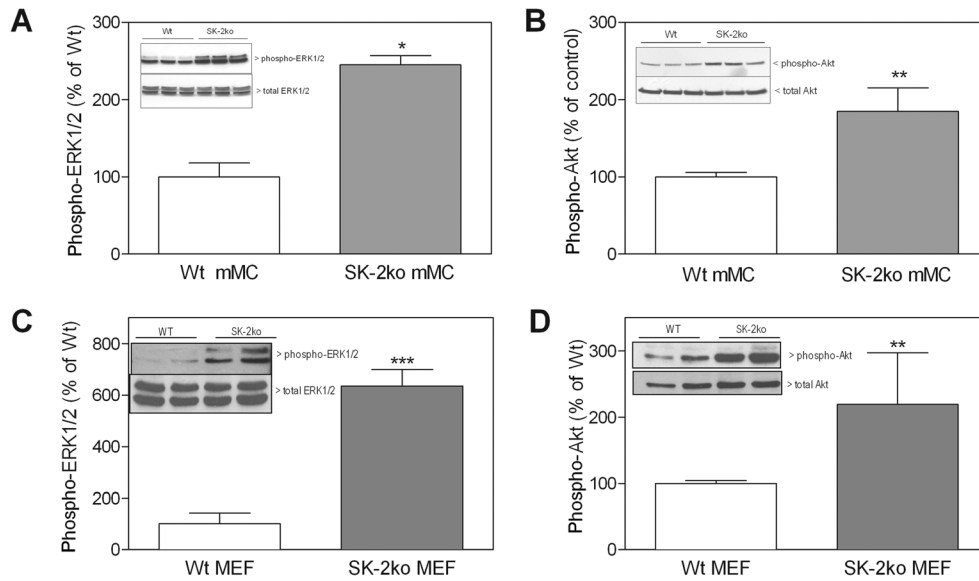 A
Phospho-ERK1/2 (% of Wt)
300
200
100
0
Wt
SK-2ko
> phospho-ERK1/2
> total ERK1/2
*
Wt mMC
SK-2ko mMC
B
Phospho-Akt (% of control)
300
200
100
0
Wt
SK-2ko
< phospho-Akt
< total Akt
**
Wt mMC
SK-2ko mMC
C
Phospho-ERK1/2 (% of Wt)
800
600
400
200
0
WT
SK-2ko
> phospho-ERK1/2
> total ERK1/2
***
Wt MEF
SK-2ko MEF
D
Phospho-Akt (% of Wt)
300
200
100
0
WT
SK-2ko
> phospho-Akt
> total Akt
**
Wt MEF
SK-2ko MEF